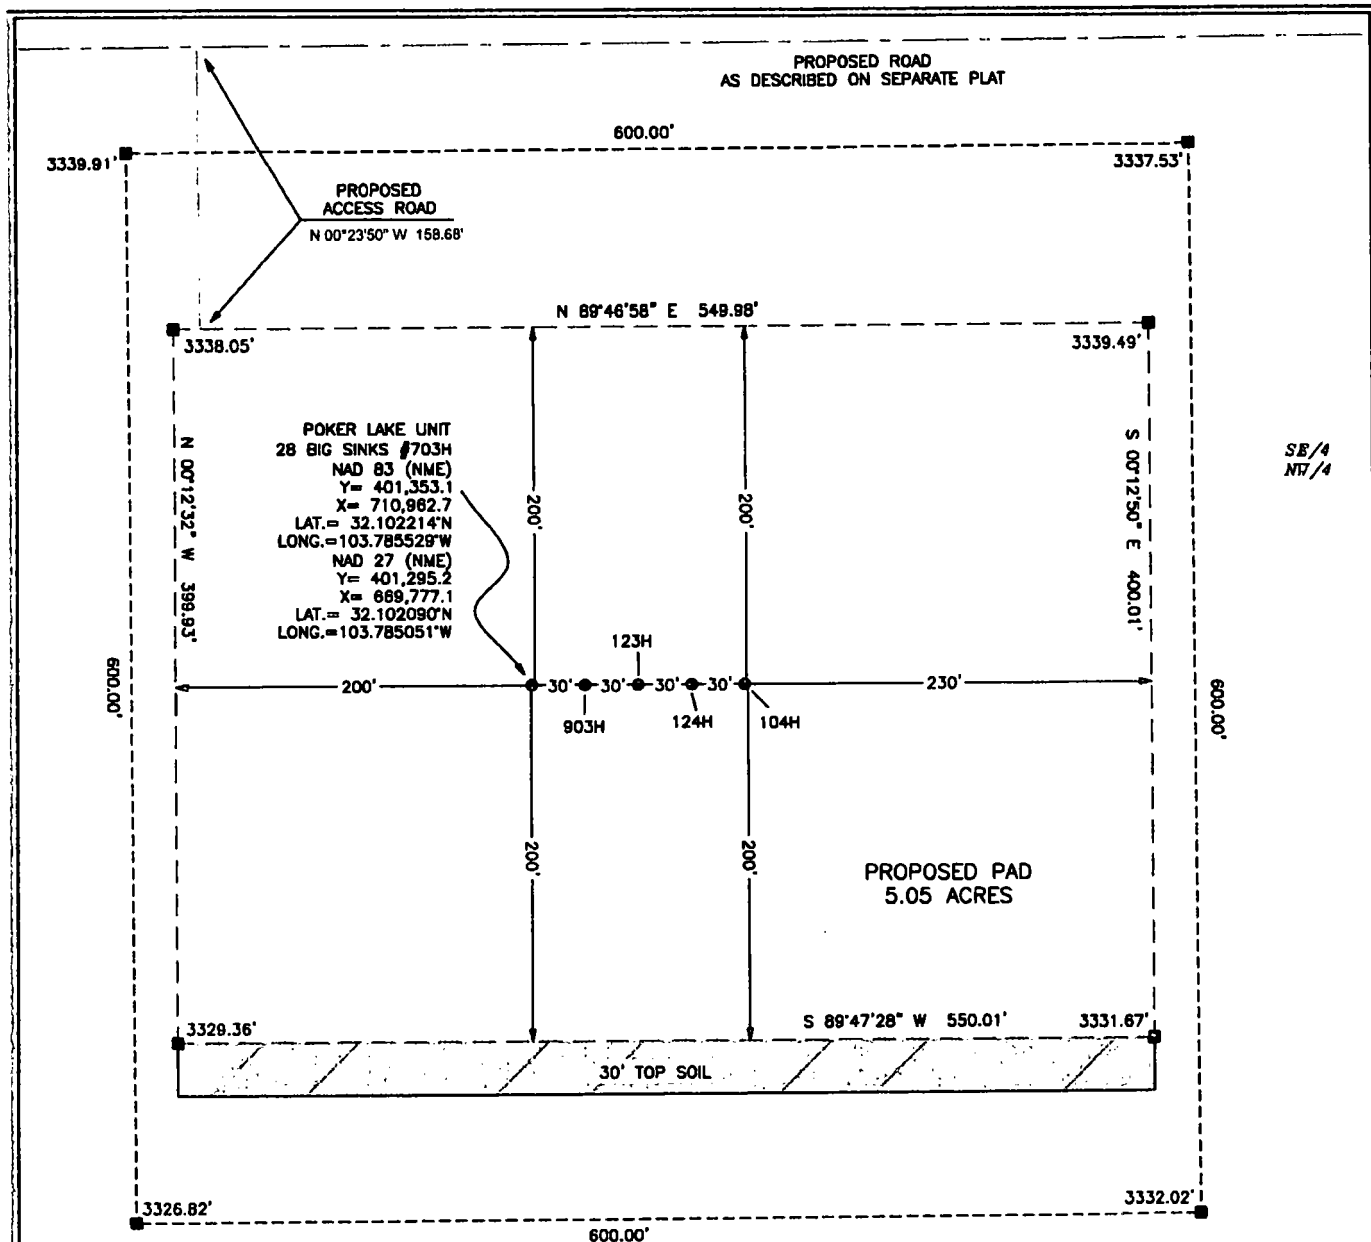 PROPOSED ROAD
AS DESCRIBED ON SEPARATE PLAT
600.00'
3339.91'
3337.53'
PROPOSED
ACCESS ROAD
N 00°23'50" W 158.68'
N 89°46'58" E 549.98'
3338.05'
3339.49'
POKER LAKE UNIT
28 BIG SINKS #703H
NAD 83 (NME)
Y= 401,353.1
X= 710,962.7
LAT.= 32.102214°N
LONG.=103.785529°W
NAD 27 (NME)
Y= 401,295.2
X= 669,777.1
LAT.= 32.102090°N
LONG.=103.785051°W
N 00°12'32" W 399.93'
S 00°12'50" E 400.01'
SE/4
NW/4
200'
200'
600.00'
600.00'
123H
200'
30'
30'
30'
30'
230'
903H
124H
104H
200'
200'
PROPOSED PAD
5.05 ACRES
3329.36'
S 89°47'28" W 550.01'
3331.67'
30' TOP SOIL
3326.82'
3332.02'
600.00'